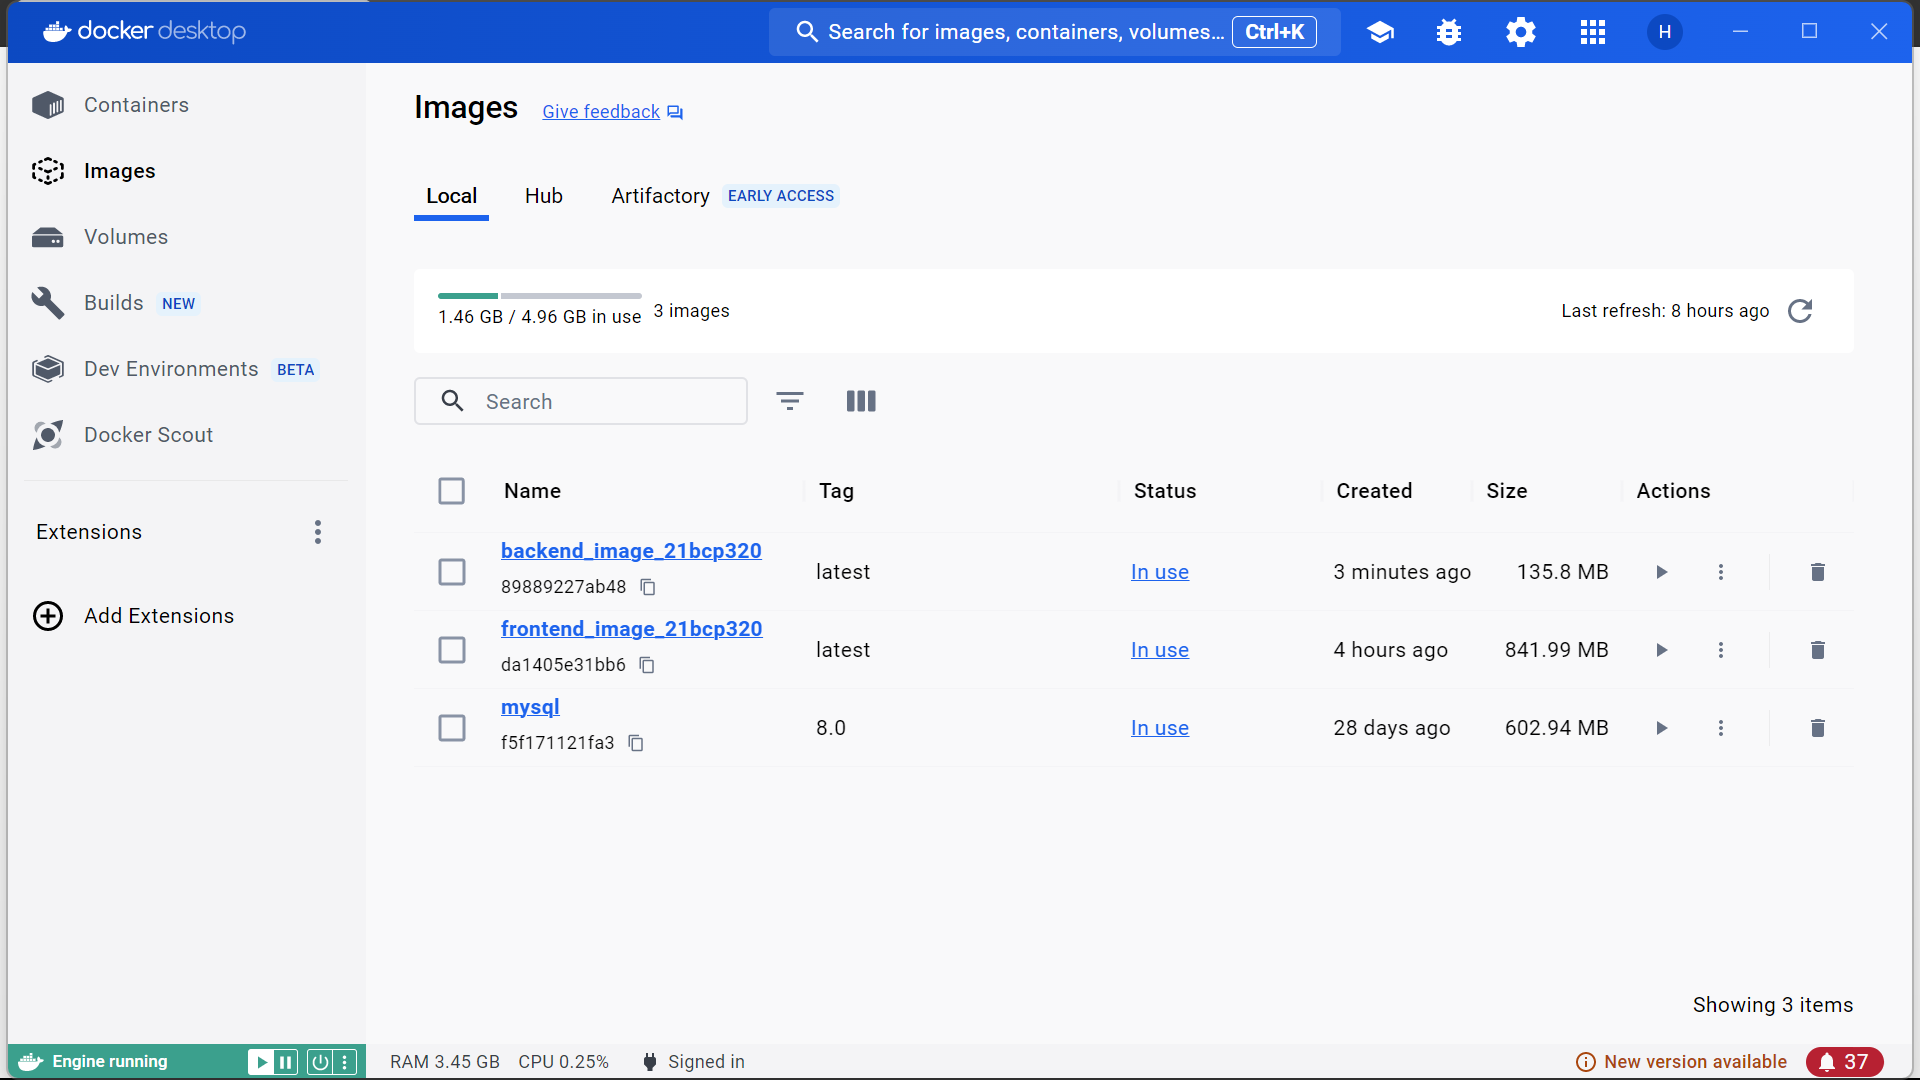 docker desktop
Search for images, containers, volumes... Ctrl+K
H
Containers
Images
Volumes
Builds NEW
Dev Environments BETA
Docker Scout
Extensions
Add Extensions
Images Give feedback
Local Hub Artifactory EARLY ACCESS
1.46 GB / 4.96 GB in use 3 images
Last refresh: 8 hours ago
Search
Name Tag Status Created Size Actions
backend_image_21bcp320
89889227ab48
latest In use 3 minutes ago 135.8 MB
frontend_image_21bcp320
da1405e31bb6
latest In use 4 hours ago 841.99 MB
mysql
f5f171121fa3
8.0 In use 28 days ago 602.94 MB
Showing 3 items
Engine running
RAM 3.45 GB CPU 0.25% Signed in
New version available 37